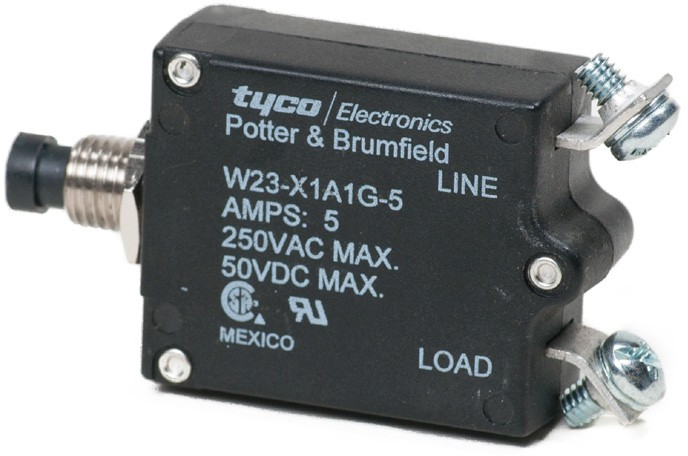 tyco | Electronics
Potter & Brumfield
LINE
W23-X1A1G-5
AMPS: 5
250VAC MAX.
50VDC MAX.
MEXICO
LOAD